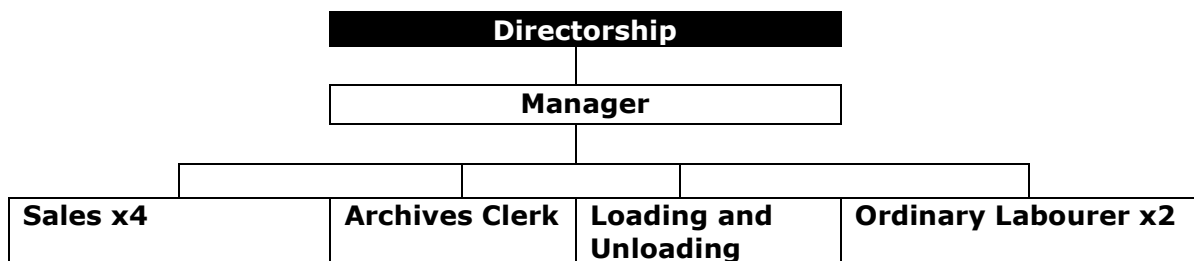 Directorship
Manager
Sales x4
Archives Clerk
Loading and
Unloading
Ordinary Labourer x2